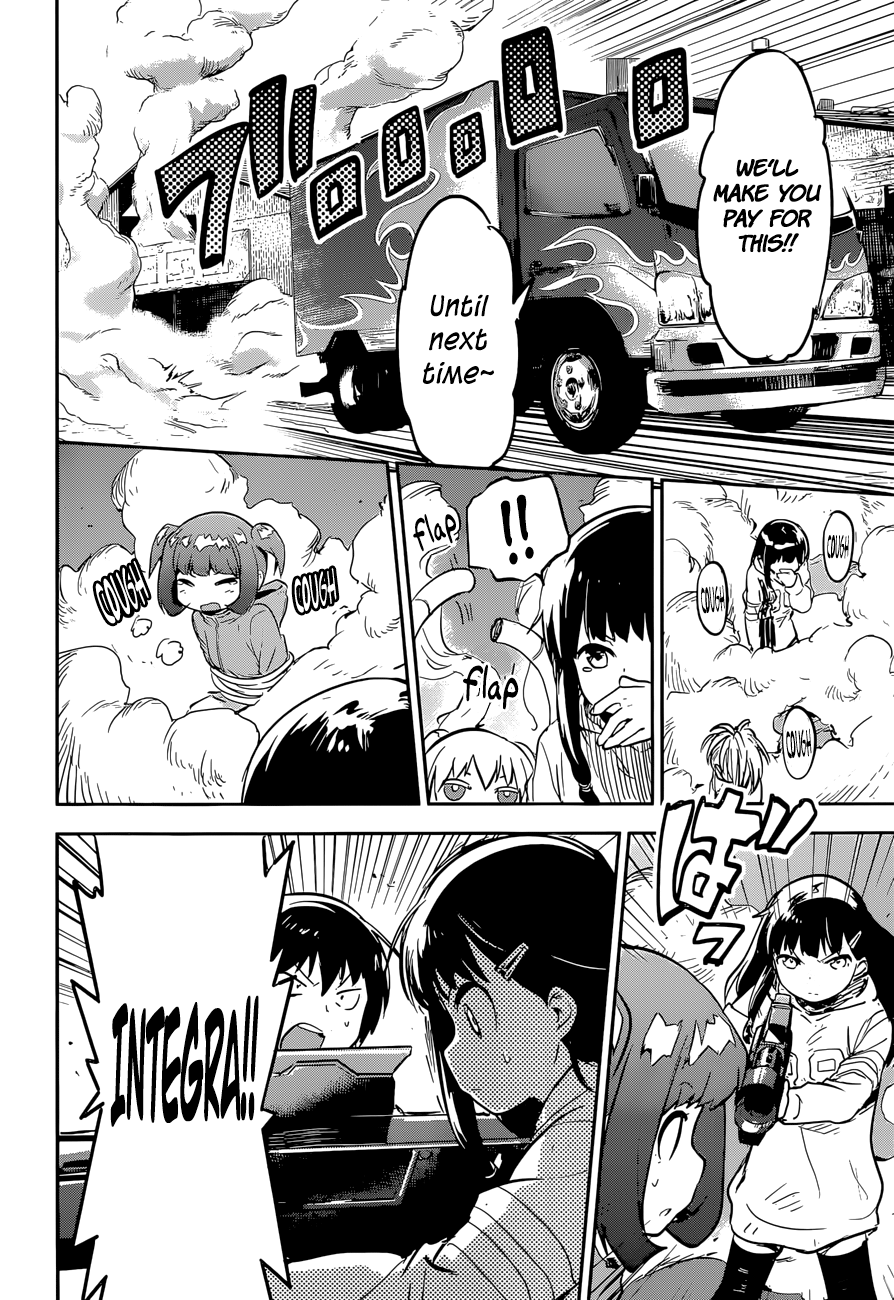 WE'LL
MAKE YOU
PAY FOR
THIS!!
Until
next
time~
ブロロロロロ
COUGH
COUGH
COUGH
!!
flap
flap
COUGH
COUGH
ばっ
INTEGRA!!